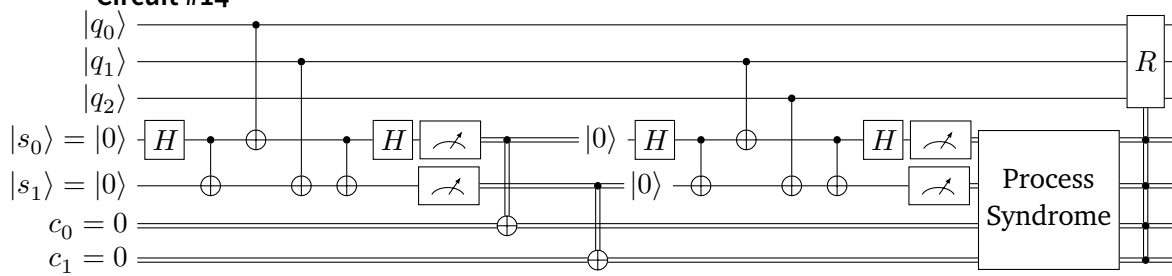 Circuit #14
|q₀⟩
|q₁⟩
|q₂⟩ R
|s₀⟩ = |0⟩ H H |0⟩ H H
|s₁⟩ = |0⟩ |0⟩ Process
c₀ = 0 Syndrome
c₁ = 0